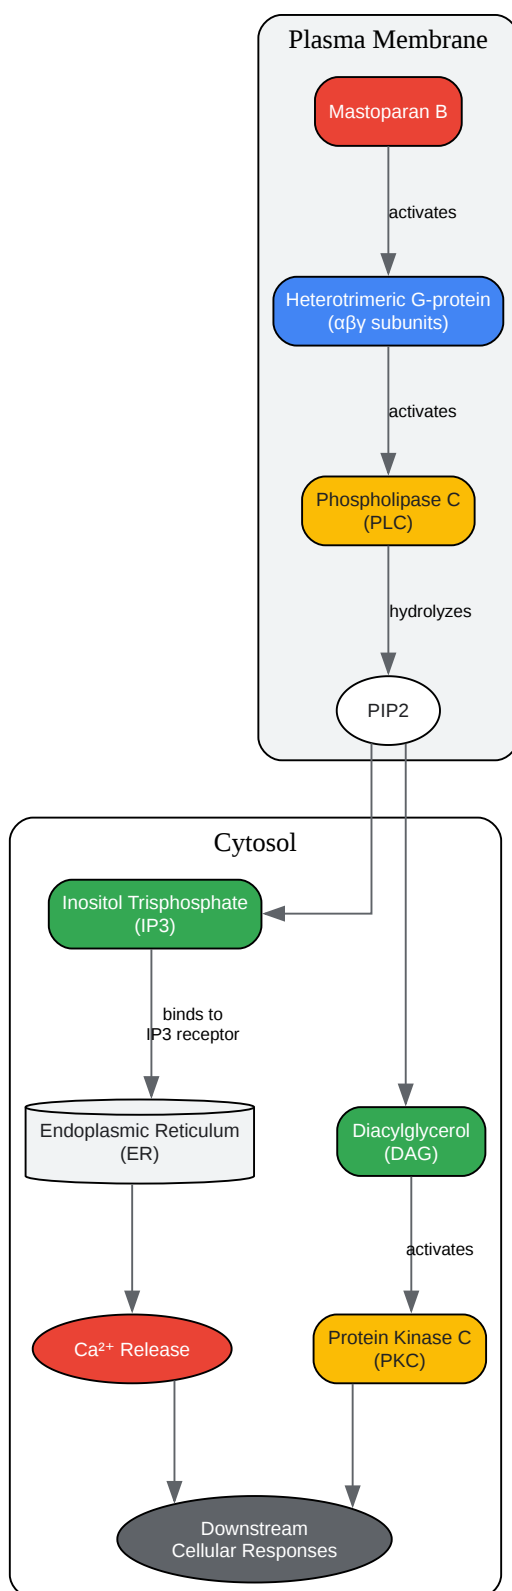 Plasma Membrane
Mastoparan B
activates
Heterotrimeric G-protein
(αβγ subunits)
activates
Phospholipase C
(PLC)
hydrolyzes
PIP2
Cytosol
Inositol Trisphosphate
(IP3)
binds to
IP3 receptor
Endoplasmic Reticulum
(ER)
Diacylglycerol
(DAG)
activates
Ca²⁺ Release
Protein Kinase C
(PKC)
Downstream
Cellular Responses